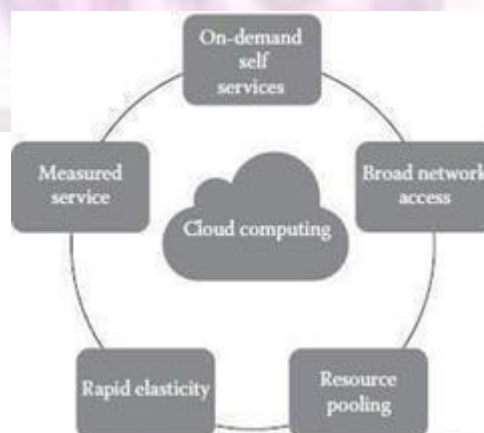 On-demand
self
services
Measured
service
Broad network
access
Cloud computing
Rapid elasticity
Resource
pooling